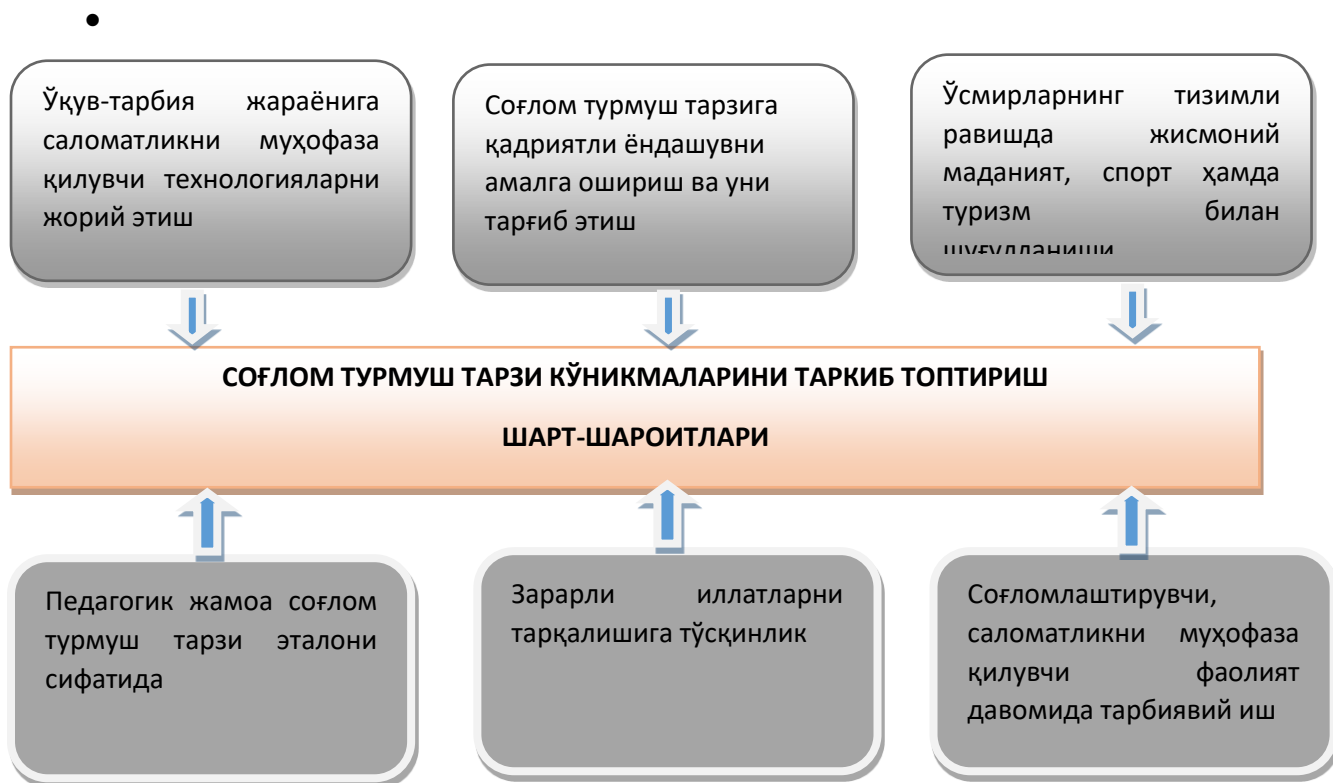 Ўқув-тарбия жараёнига
саломатликни муҳофаза
қилувчи технологияларни
жорий этиш
Соғлом турмуш тарзига
қадриятли ёндашувни
амалга ошириш ва уни
тарғиб этиш
Ўсмирларнинг тизимли
равишда жисмоний
маданият, спорт ҳамда
туризм билан
шуғулланиши
СОҒЛОМ ТУРМУШ ТАРЗИ КЎНИКМАЛАРИНИ ТАРКИБ ТОПТИРИШ
ШАРТ-ШАРОИТЛАРИ
Педагогик жамоа соғлом
турмуш тарзи эталони
сифатида
Зарарли иллатларни
тарқалишига тўсқинлик
Соғломлаштирувчи,
саломатликни муҳофаза
қилувчи фаолият
давомида тарбиявий иш